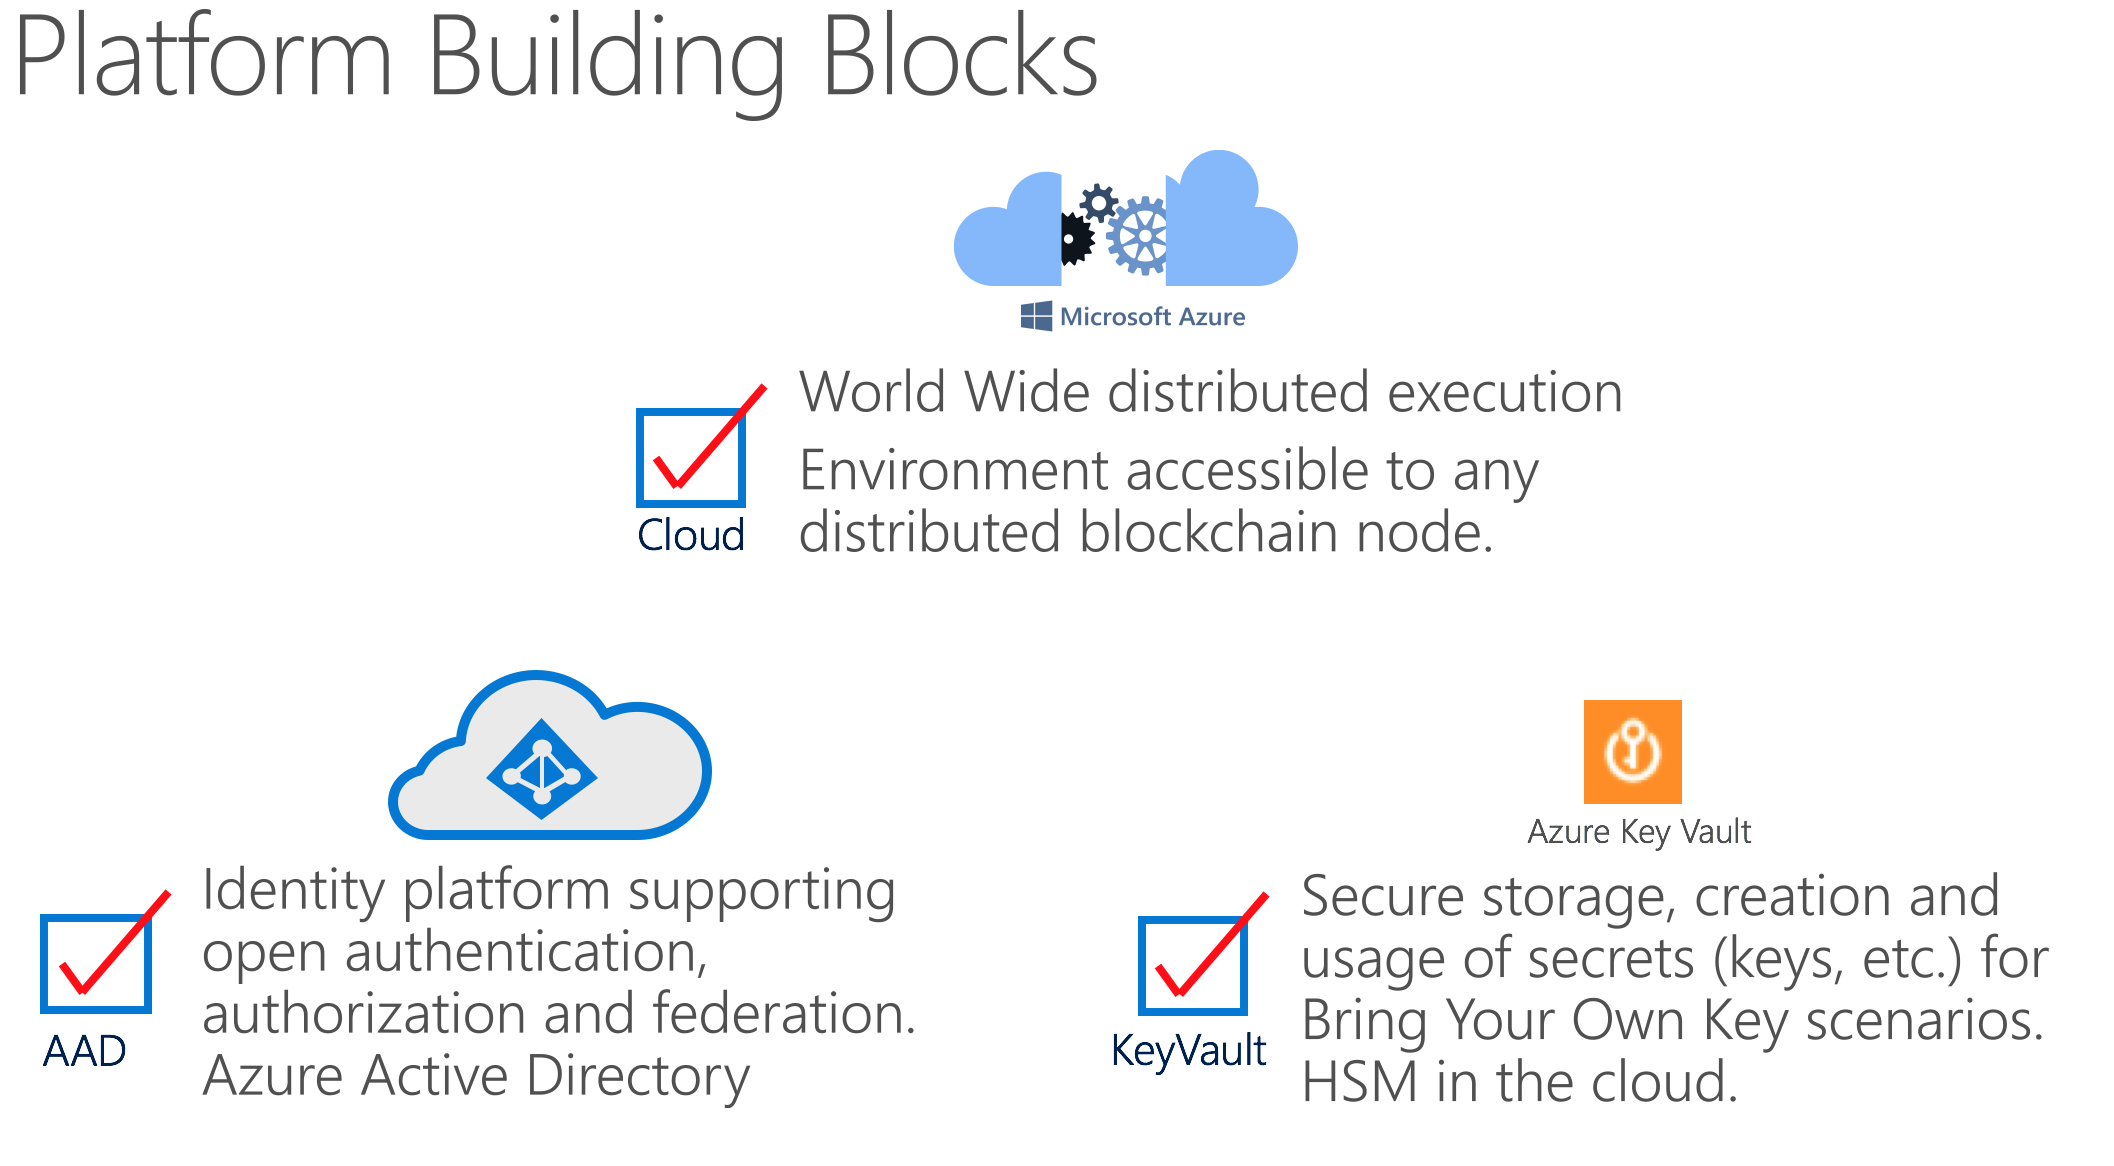 Platform Building Blocks
Microsoft Azure
World Wide distributed execution
Environment accessible to any
distributed blockchain node.
Cloud
Identity platform supporting
open authentication,
authorization and federation.
Azure Active Directory
AAD
Azure Key Vault
Secure storage, creation and
usage of secrets (keys, etc.) for
Bring Your Own Key scenarios.
HSM in the cloud.
KeyVault